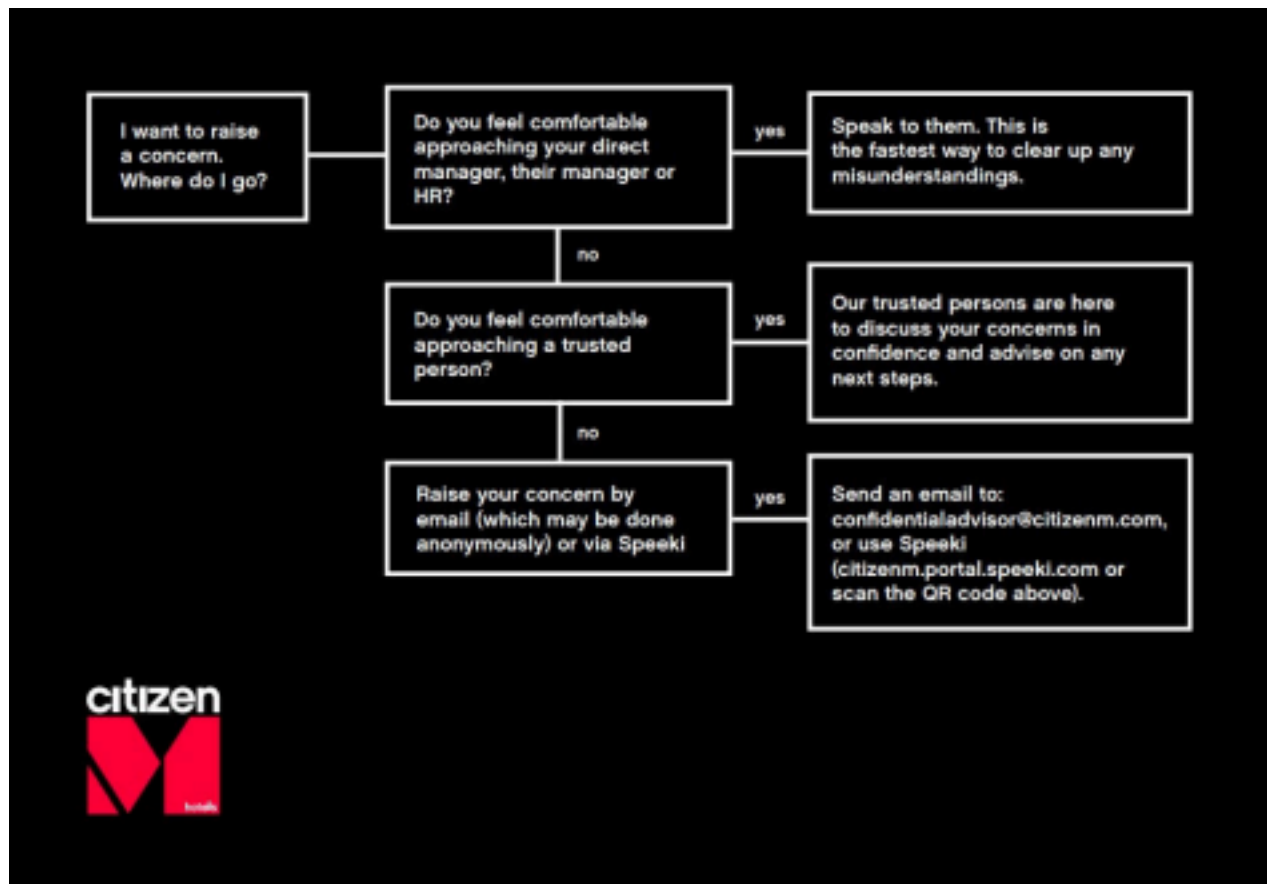 I want to raise
a concern.
Where do I go?
Do you feel comfortable
approaching your direct
manager, their manager or
HR?
yes
Speak to them. This is
the fastest way to clear up any
misunderstandings.
no
Do you feel comfortable
approaching a trusted
person?
yes
Our trusted persons are here
to discuss your concerns in
confidence and advise on any
next steps.
no
Raise your concern by
email (which may be done
anonymously) or via Speeki
yes
Send an email to:
confidentialadvisor@citizenm.com,
or use Speeki
(citizenm.portal.speeki.com or
scan the QR code above).
citizen
M
hotels